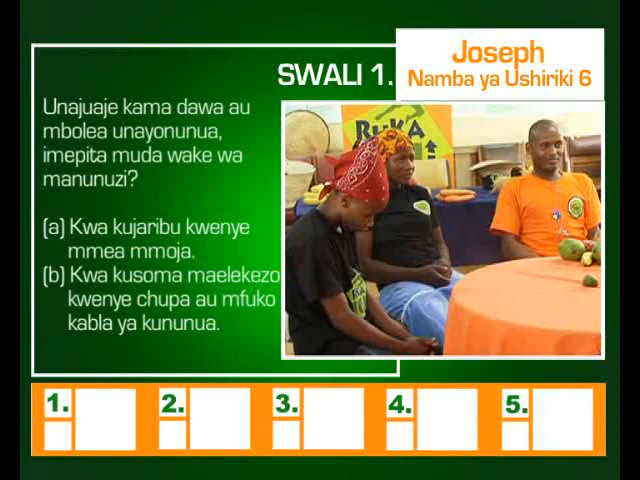 Joseph
Namba ya Ushiriki 6
SWALI 1.
Unajuaje kama dawa au
mbolea unayonunua,
imepita muda wake wa
manunuzi?
(a) Kwa kujaribu kwenye
mmea mmoja.
(b) Kwa kusoma maelekezo
kwenye chupa au mfuko
kabla ya kununua.
RUKA
1. 2. 3. 4. 5.